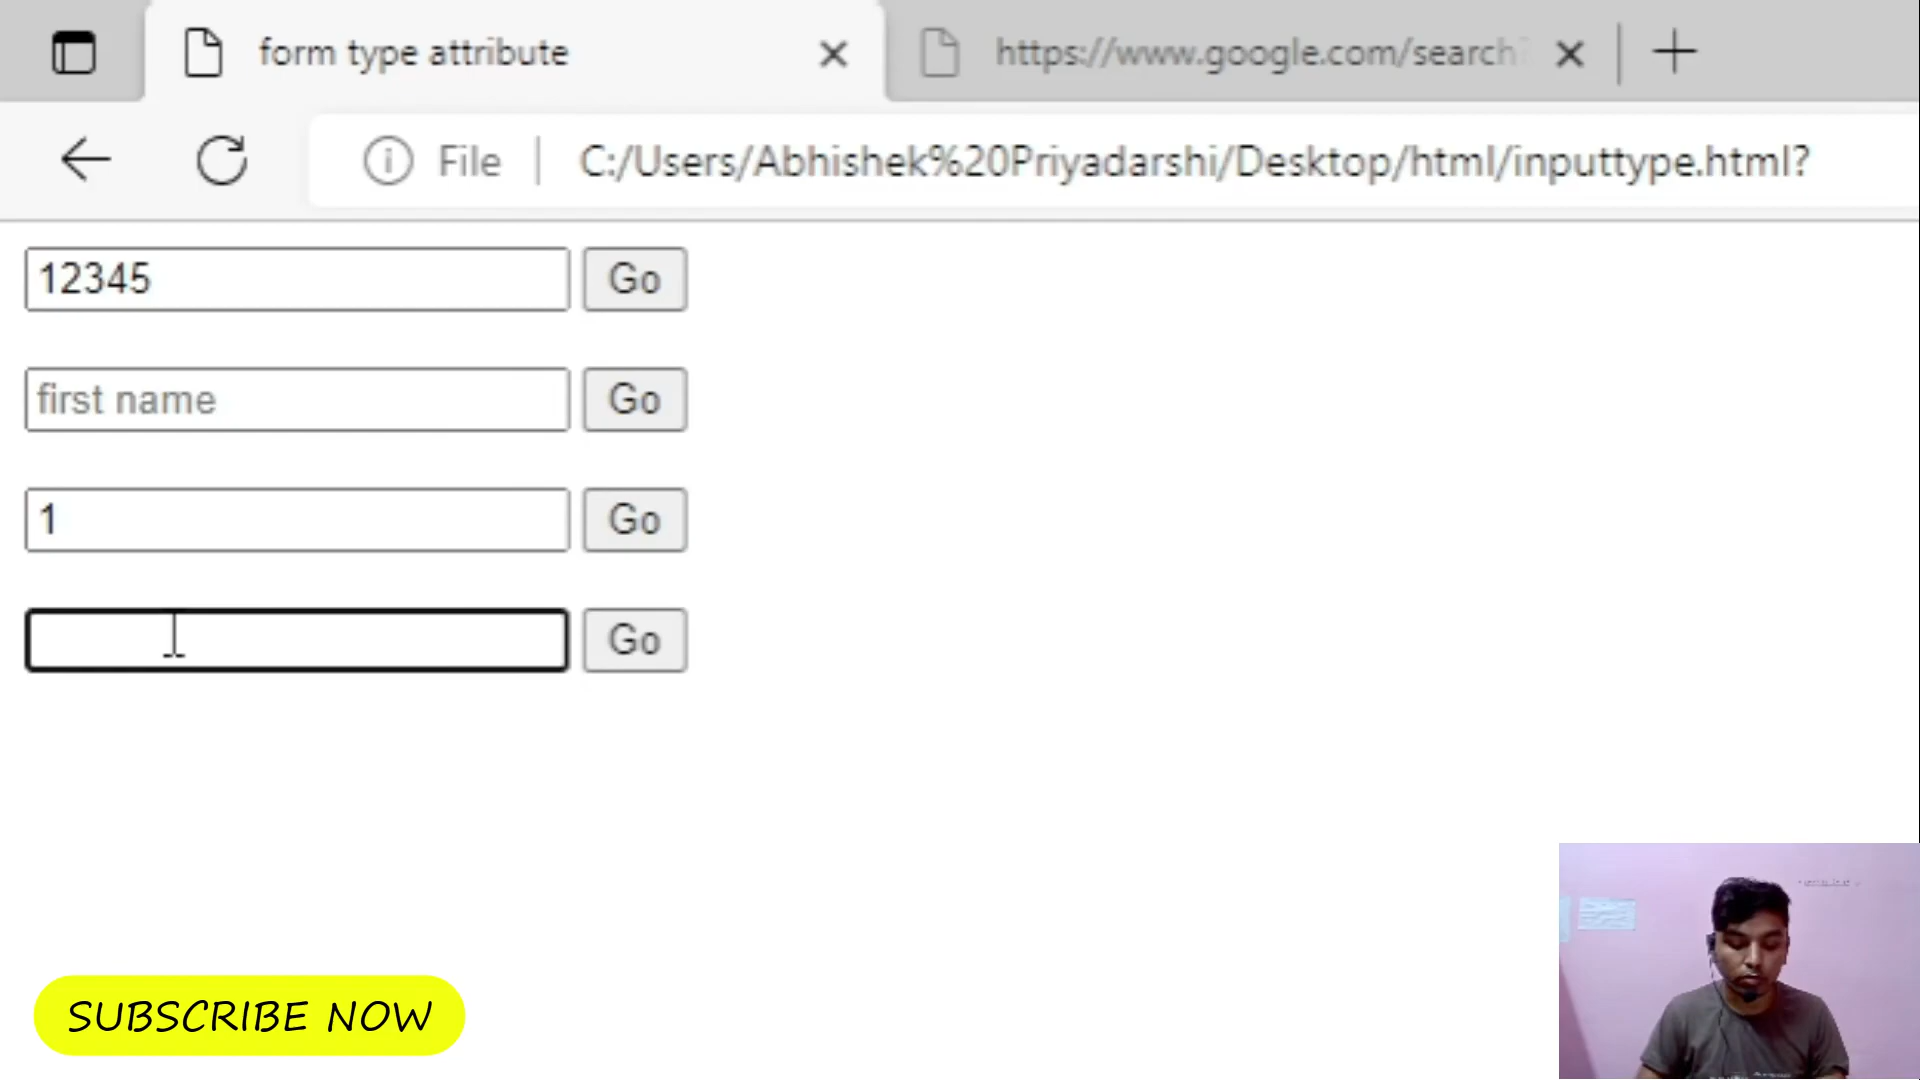 form type attribute
https://www.google.com/search
File
C:/Users/Abhishek%20Priyadarshi/Desktop/html/inputtype.html?
12345 Go
first name Go
1 Go
Go
SUBSCRIBE NOW